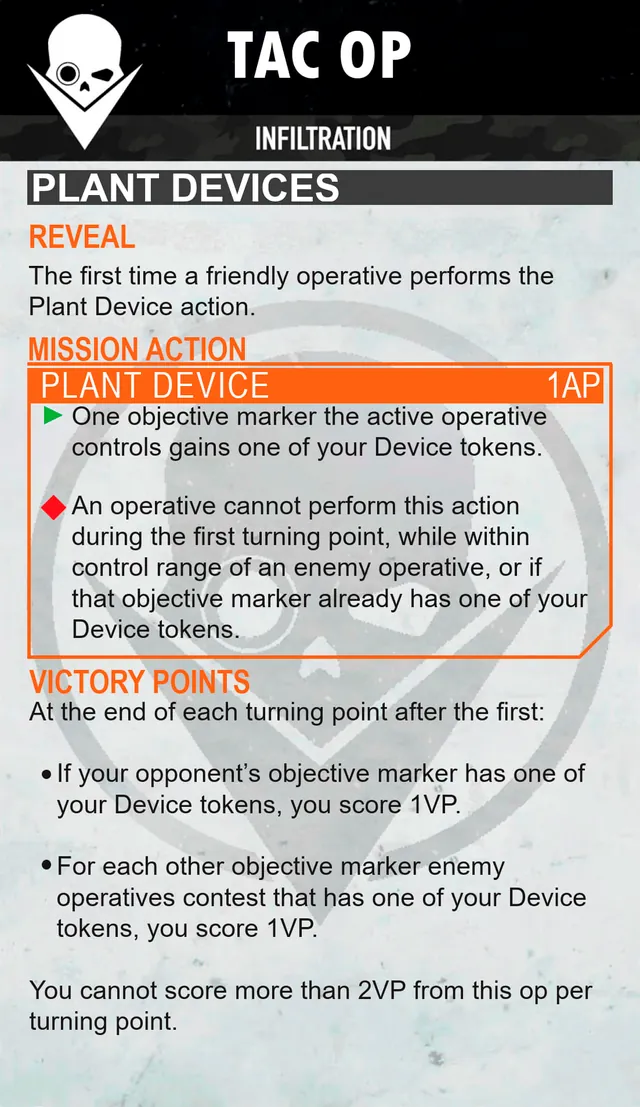 TAC OP
INFILTRATION
PLANT DEVICES
REVEAL
The first time a friendly operative performs the
Plant Device action.
MISSION ACTION
PLANT DEVICE 1AP
One objective marker the active operative
controls gains one of your Device tokens.
An operative cannot perform this action
during the first turning point, while within
control range of an enemy operative, or if
that objective marker already has one of your
Device tokens.
VICTORY POINTS
At the end of each turning point after the first:
• If your opponent’s objective marker has one of
your Device tokens, you score 1VP.
• For each other objective marker enemy
operatives contest that has one of your Device
tokens, you score 1VP.
You cannot score more than 2VP from this op per
turning point.